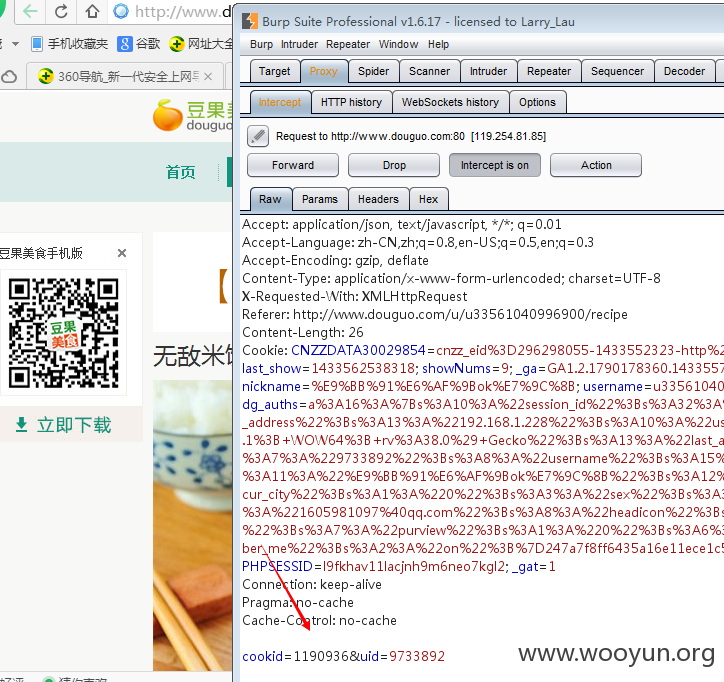 http://www.d
手机收藏夹 谷歌 网址大全
360导航_新一代安全上网导
豆果美
douguo
首页
豆果美食手机版
豆果
美食
立即下载
【
无敌米饭
Burp Suite Professional v1.6.17 - licensed to Larry_Lau
Burp Intruder Repeater Window Help
Target Proxy Spider Scanner Intruder Repeater Sequencer Decoder
Intercept HTTP history WebSockets history Options
Request to http://www.douguo.com:80 [119.254.81.85]
Forward Drop Intercept is on Action
Raw Params Headers Hex
Accept: application/json, text/javascript, */*; q=0.01
Accept-Language: zh-CN,zh;q=0.8,en-US;q=0.5,en;q=0.3
Accept-Encoding: gzip, deflate
Content-Type: application/x-www-form-urlencoded; charset=UTF-8
X-Requested-With: XMLHttpRequest
Referer: http://www.douguo.com/u/u33561040996900/recipe
Content-Length: 26
Cookie: CNZZDATA30029854=cnzz_eid%3D296298055-1433552323-http%2
last_show=1433562538318; showNums=9; _ga=GA1.2.1790178360.1433557
nickname=%E9%BB%91%E6%AF%9Bok%E7%9C%8B; username=u3356104
dg_auths=a%3A16%3A%7Bs%3A10%3A%22session_id%22%3Bs%3A32%3A%
_address%22%3Bs%3A13%3A%22192.168.1.228%22%3Bs%3A10%3A%22us
.1%3B+WOW64%3B+rv%3A38.0%29+Gecko%22%3Bs%3A13%3A%22last_a
%3A7%3A%229733892%22%3Bs%3A8%3A%22username%22%3Bs%3A15%
%3A11%3A%22%E9%BB%91%E6%AF%9Bok%E7%9C%8B%22%3Bs%3A12%
cur_city%22%3Bs%3A1%3A%220%22%3Bs%3A3%3A%22sex%22%3Bs%3A
%3A%221605981097%40qq.com%22%3Bs%3A8%3A%22headicon%22%3Bs
%22%3Bs%3A7%3A%22purview%22%3Bs%3A1%3A%220%22%3Bs%3A6%3
ber_me%22%3Bs%3A2%3A%22on%22%3B%7D247a7f8ff6435a16e11ece1c5
PHPSESSID=l9fkhav11lacjnh9m6neo7kgl2; _gat=1
Connection: keep-alive
Pragma: no-cache
Cache-Control: no-cache
cookid=1190936&uid=9733892
www.wooyun.org